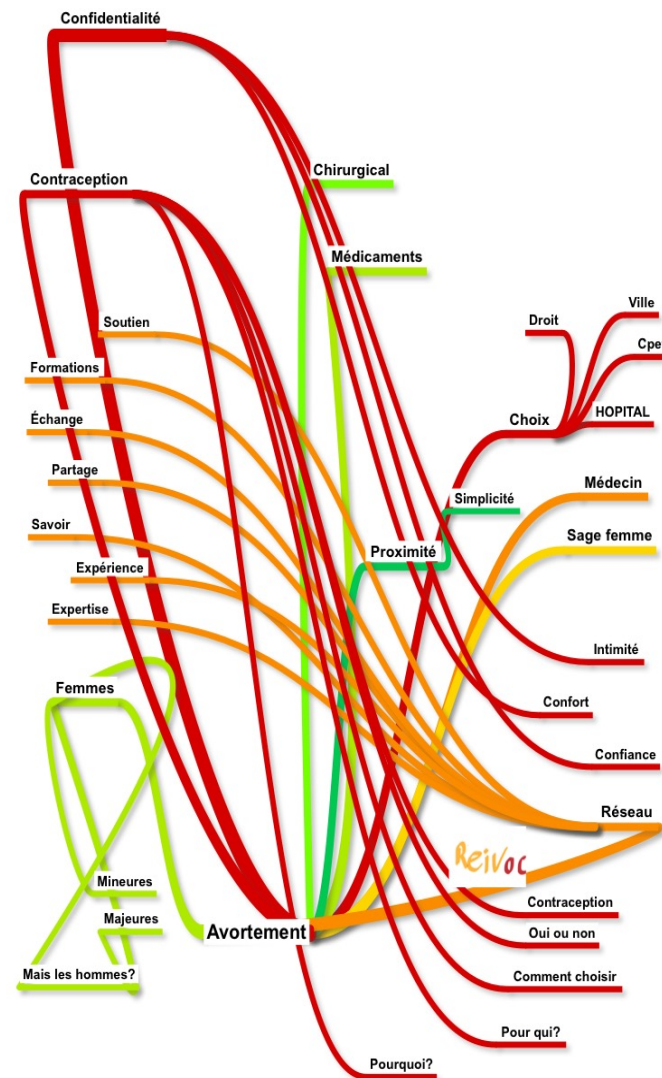 Confidentialité
Chirurgical
Contraception
Médicaments
Ville
Droit
Soutien
Cpe
Formations
HOPITAL
Échange
Choix
Partage
Médecin
Simplicité
Savoir
Sage femme
Proximité
Expérience
Expertise
Intimité
Femmes
Confort
Confiance
Réseau
ReivOC
Mineures
Contraception
Majeures
Avortement
Oui ou non
Mais les hommes?
Comment choisir
Pour qui?
Pourquoi?